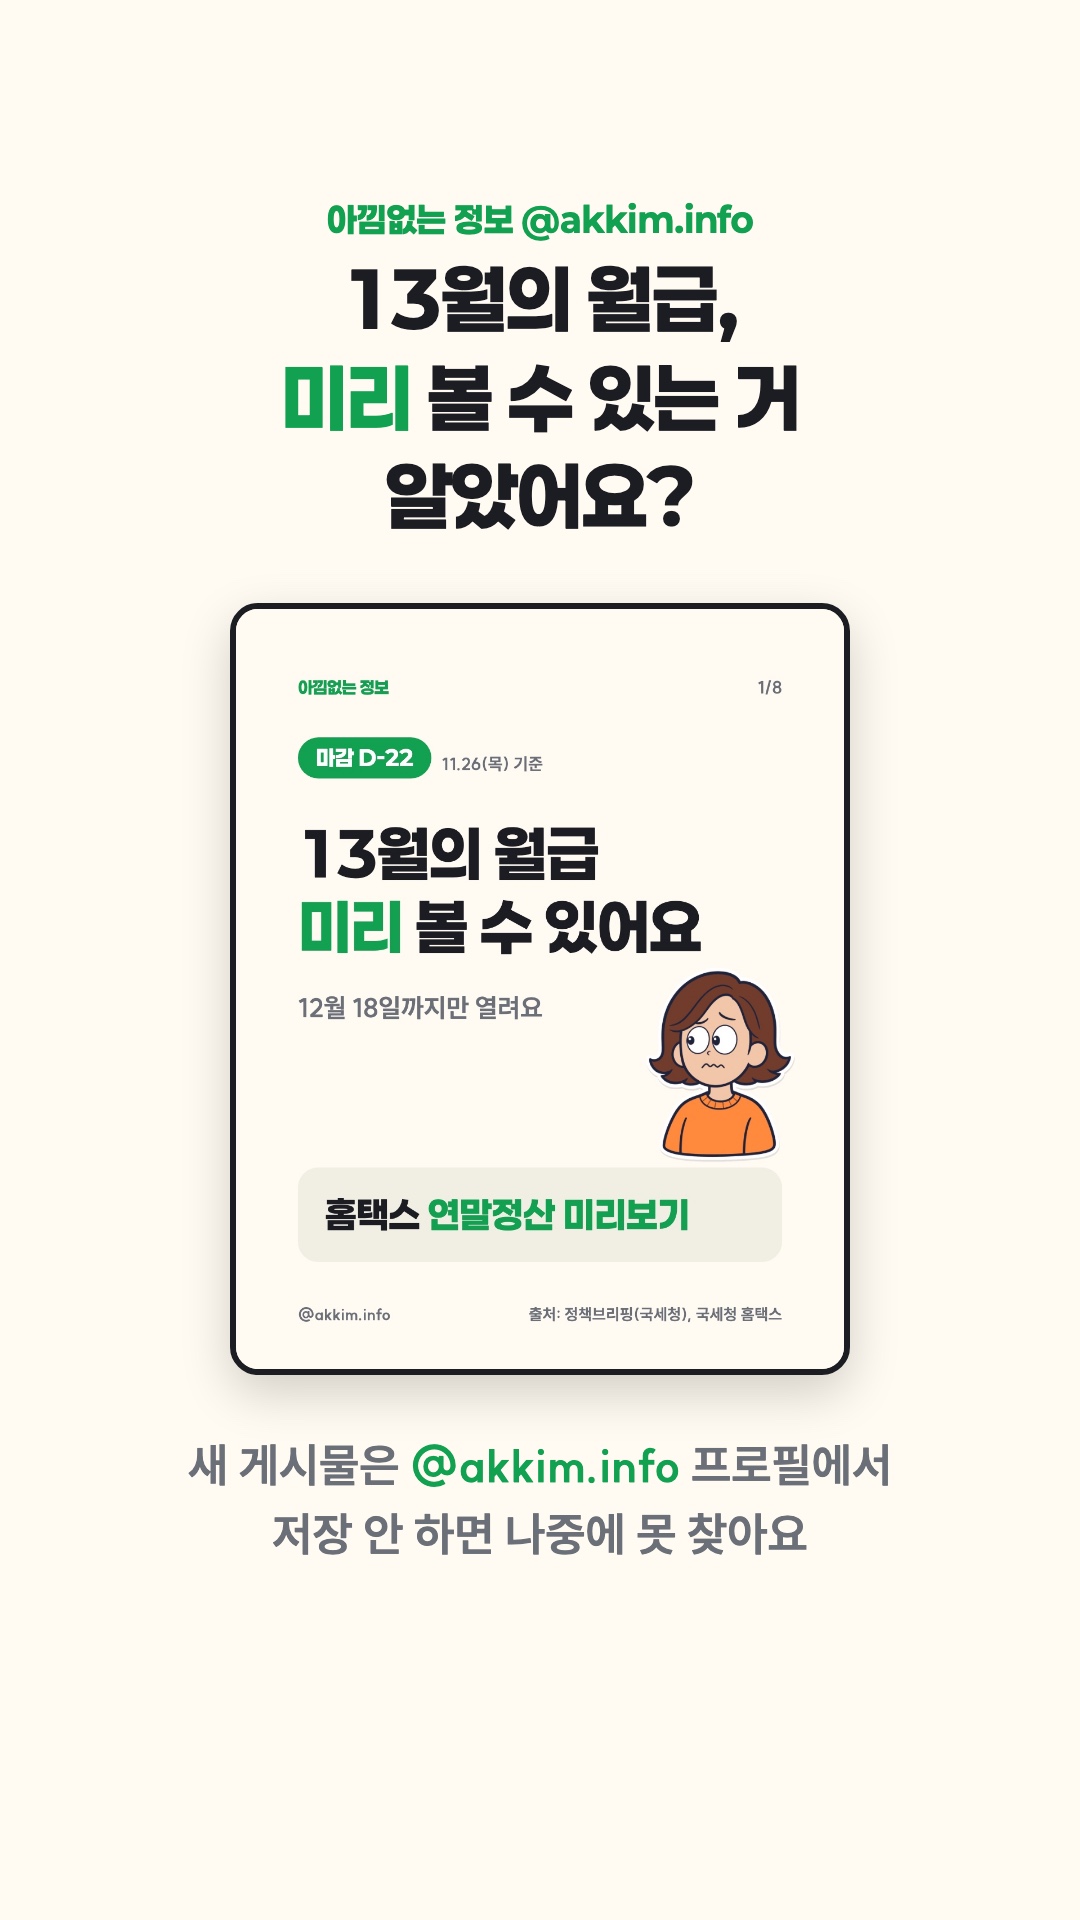 아낌없는 정보 @akkim.info
13월의 월급,
미리 볼 수 있는 거
알았어요?
아낌없는 정보
1/8
마감 D-22 11.26(목) 기준
13월의 월급
미리 볼 수 있어요
12월 18일까지만 열려요
홈택스 연말정산 미리보기
@akkim.info
출처: 정책브리핑(국세청), 국세청 홈택스
새 게시물은 @akkim.info 프로필에서
저장 안 하면 나중에 못 찾아요